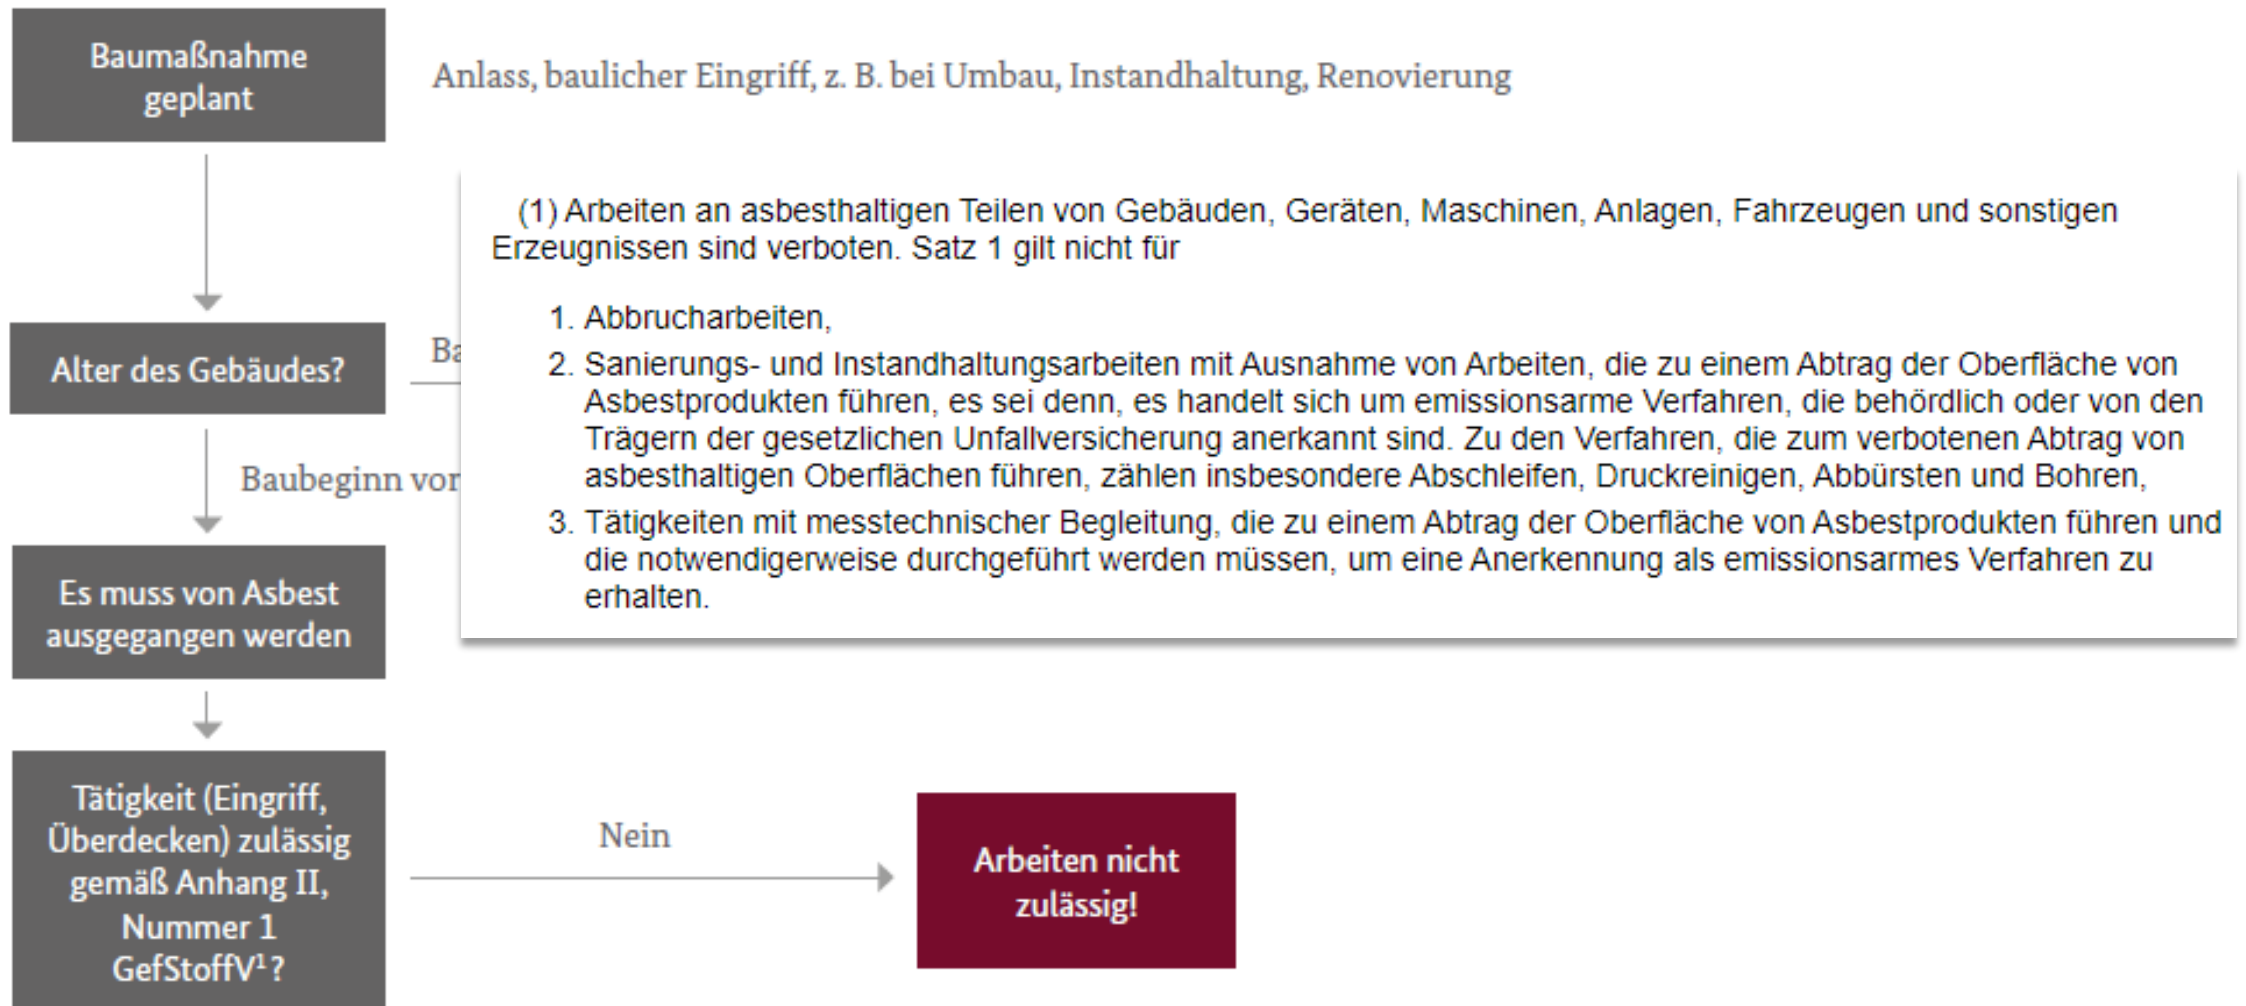 Baumaßnahme
geplant
Anlass, baulicher Eingriff, z. B. bei Umbau, Instandhaltung, Renovierung
(1) Arbeiten an asbesthaltigen Teilen von Gebäuden, Geräten, Maschinen, Anlagen, Fahrzeugen und sonstigen
Erzeugnissen sind verboten. Satz 1 gilt nicht für
1. Abbrucharbeiten,
2. Sanierungs- und Instandhaltungsarbeiten mit Ausnahme von Arbeiten, die zu einem Abtrag der Oberfläche von
Asbestprodukten führen, es sei denn, es handelt sich um emissionsarme Verfahren, die behördlich oder von den
Trägern der gesetzlichen Unfallversicherung anerkannt sind. Zu den Verfahren, die zum verbotenen Abtrag von
asbesthaltigen Oberflächen führen, zählen insbesondere Abschleifen, Druckreinigen, Abbürsten und Bohren,
3. Tätigkeiten mit messtechnischer Begleitung, die zu einem Abtrag der Oberfläche von Asbestprodukten führen und
die notwendigerweise durchgeführt werden müssen, um eine Anerkennung als emissionsarmes Verfahren zu
erhalten.
Alter des Gebäudes?
Ba
Baubeginn vor
Es muss von Asbest
ausgegangen werden
Tätigkeit (Eingriff,
Überdecken) zulässig
gemäß Anhang II,
Nummer 1
GefStoffV¹?
Nein
Arbeiten nicht
zulässig!